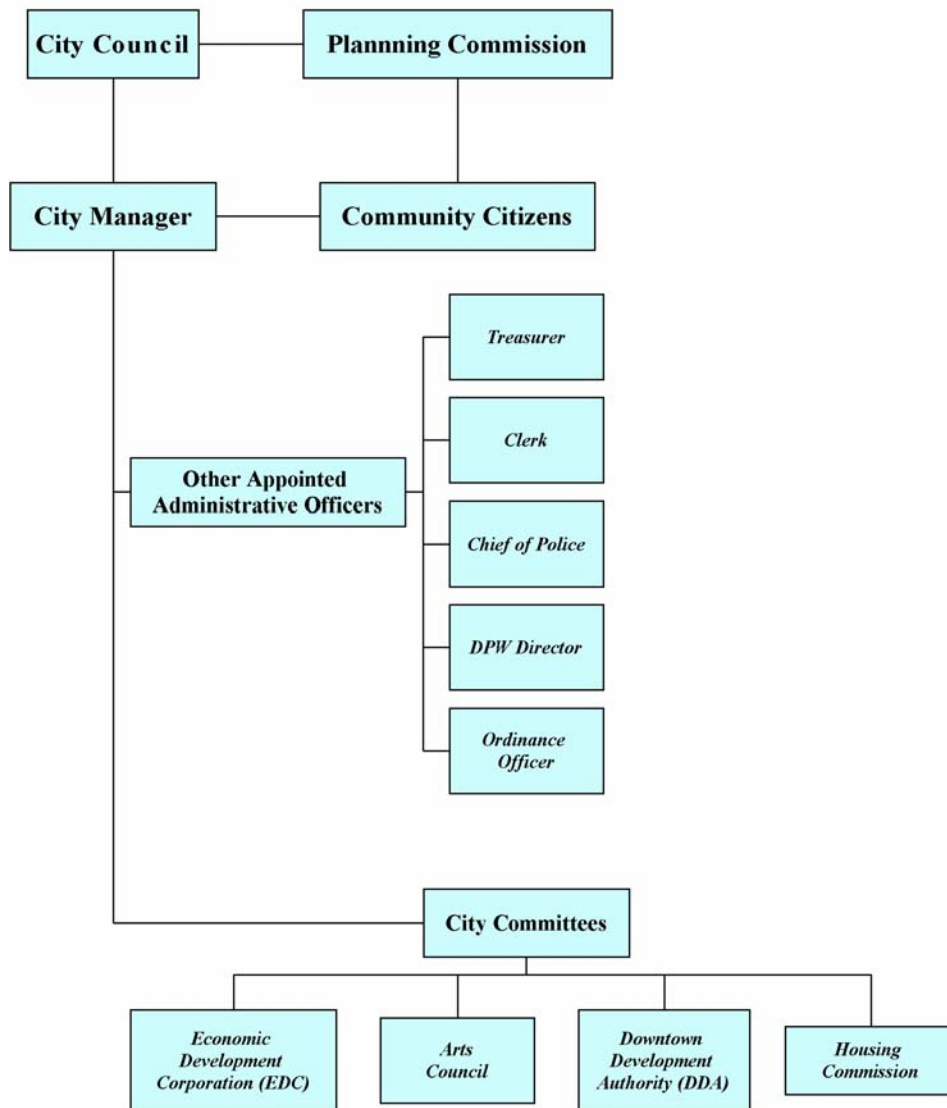 City Council
Plannning Commission
City Manager
Community Citizens
Treasurer
Clerk
Other Appointed
Administrative Officers
Chief of Police
DPW Director
Ordinance
Officer
City Committees
Economic
Development
Corporation (EDC)
Arts
Council
Downtown
Development
Authority (DDA)
Housing
Commission